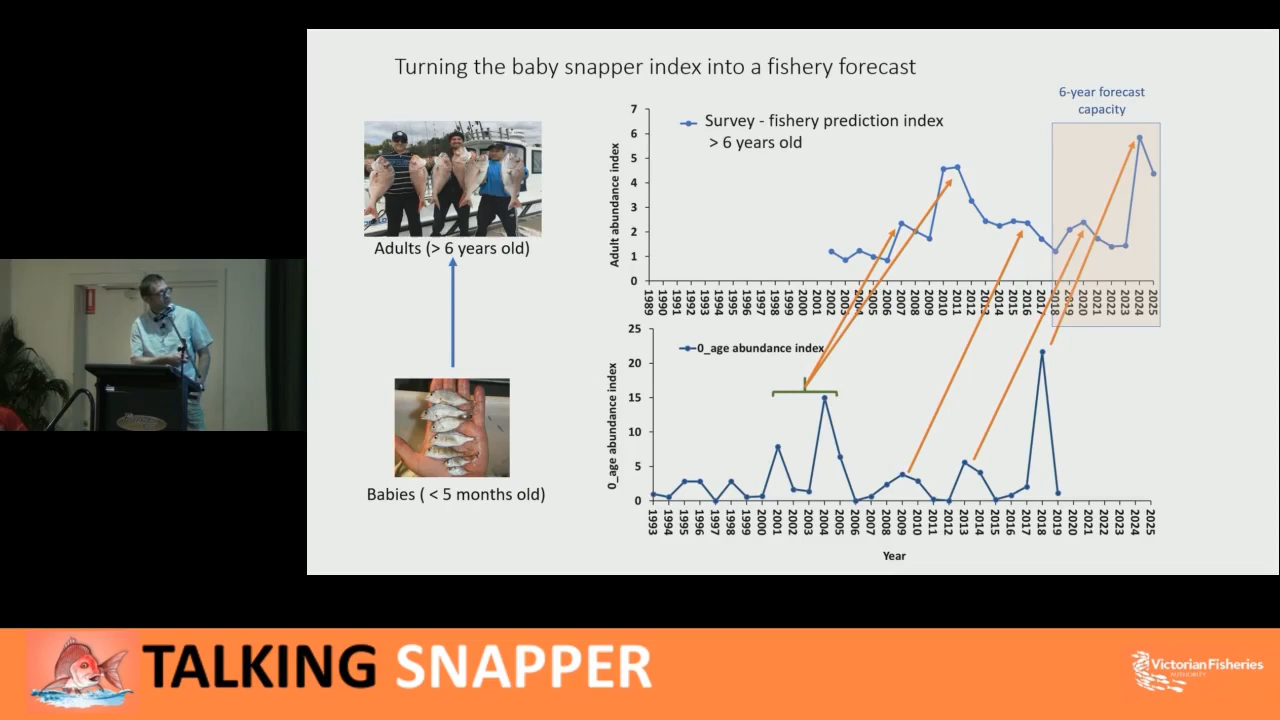 Turning the baby snapper index into a fishery forecast
6-year forecast
capacity
Survey - fishery prediction index
> 6 years old
Adult abundance index
7
6
5
4
3
2
1
0
1989 1990 1991 1992 1993 1994 1995 1996 1997 1998 1999 2000 2001 2002 2003 2004 2005 2006 2007 2008 2009 2010 2011 2012 2013 2014 2015 2016 2017 2018 2019 2020 2021 2022 2023 2024 2025
Adults (> 6 years old)
Babies ( < 5 months old)
0_age abundance index
0_age abundance index
25
20
15
10
5
0
1993 1994 1995 1996 1997 1998 1999 2000 2001 2002 2003 2004 2005 2006 2007 2008 2009 2010 2011 2012 2013 2014 2015 2016 2017 2018 2019 2020 2021 2022 2023 2024 2025
Year
TALKING SNAPPER
Victorian Fisheries
AUTHORITY